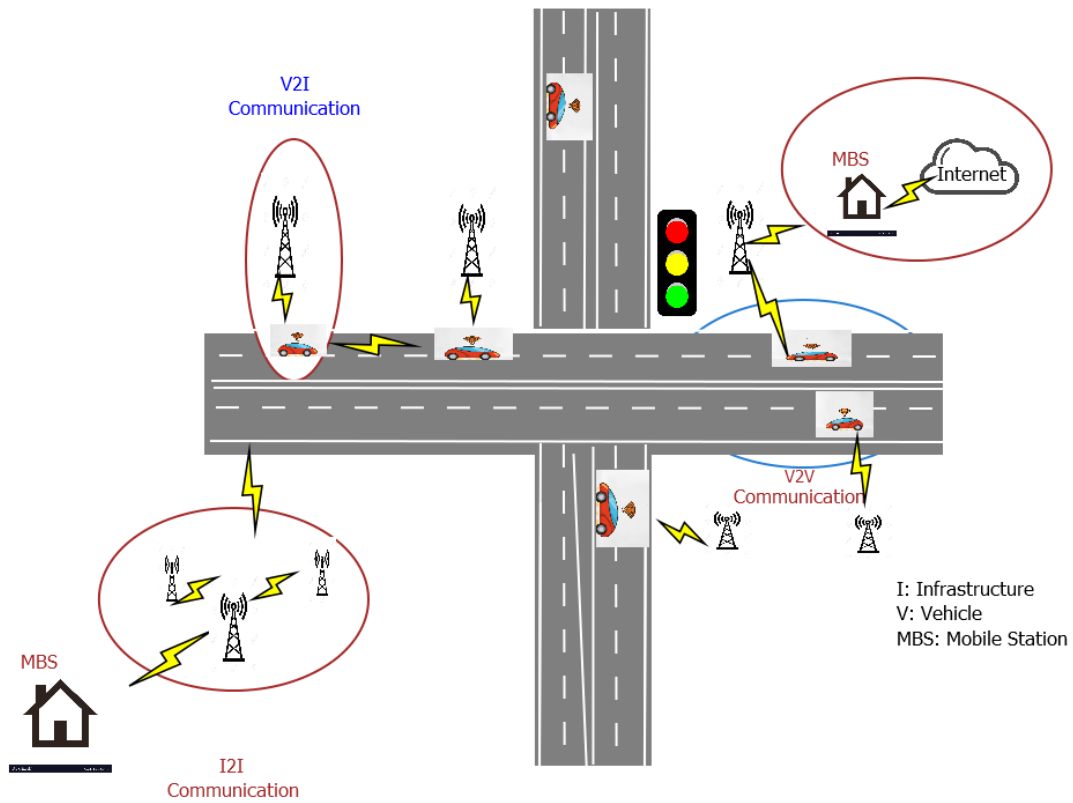 V2I
Communication
MBS
Internet
V2V
Communication
I: Infrastructure
V: Vehicle
MBS: Mobile Station
MBS
I2I
Communication